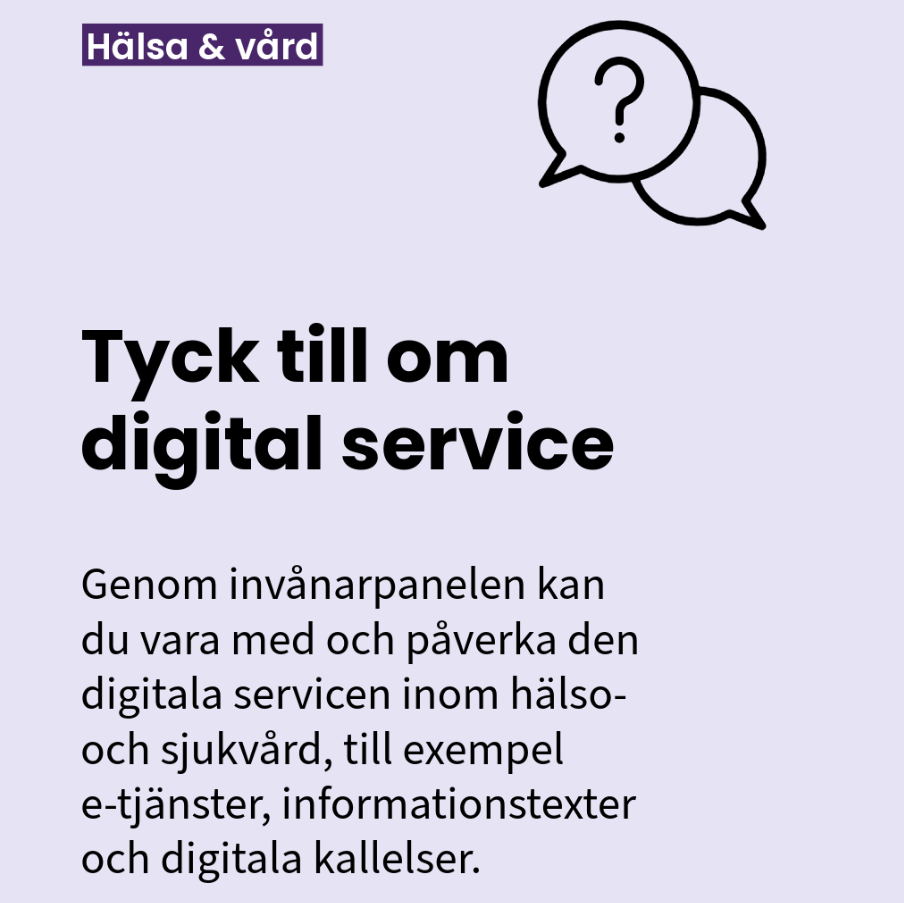 Hälsa & vård
?
Tyck till om
digital service
Genom invånarpanelen kan
du vara med och påverka den
digitala servicen inom hälso-
och sjukvård, till exempel
e-tjänster, informationstexter
och digitala kallelser.